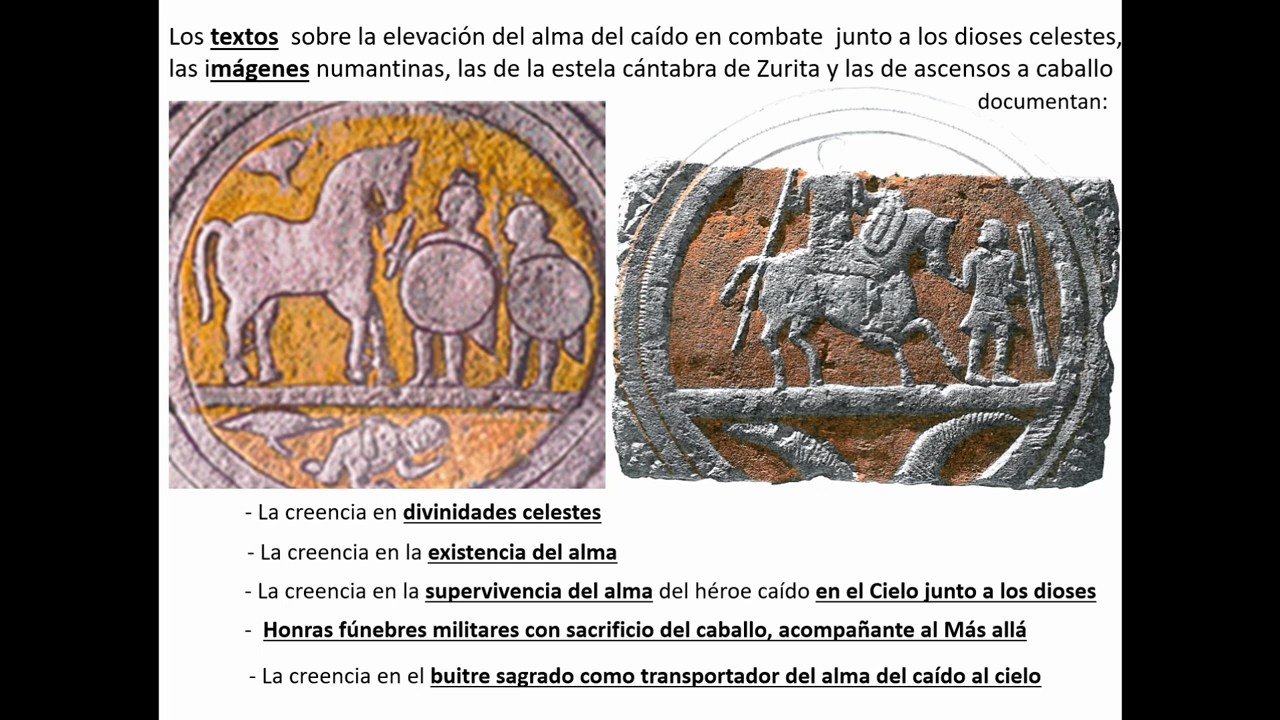 Los textos sobre la elevación del alma del caído en combate junto a los dioses celestes,
las imágenes numantinas, las de la estela cántabra de Zurita y las de ascensos a caballo
documentan:
- La creencia en divinidades celestes
- La creencia en la existencia del alma
- La creencia en la supervivencia del alma del héroe caído en el Cielo junto a los dioses
- Honras fúnebres militares con sacrificio del caballo, acompañante al Más allá
- La creencia en el buitre sagrado como transportador del alma del caído al cielo